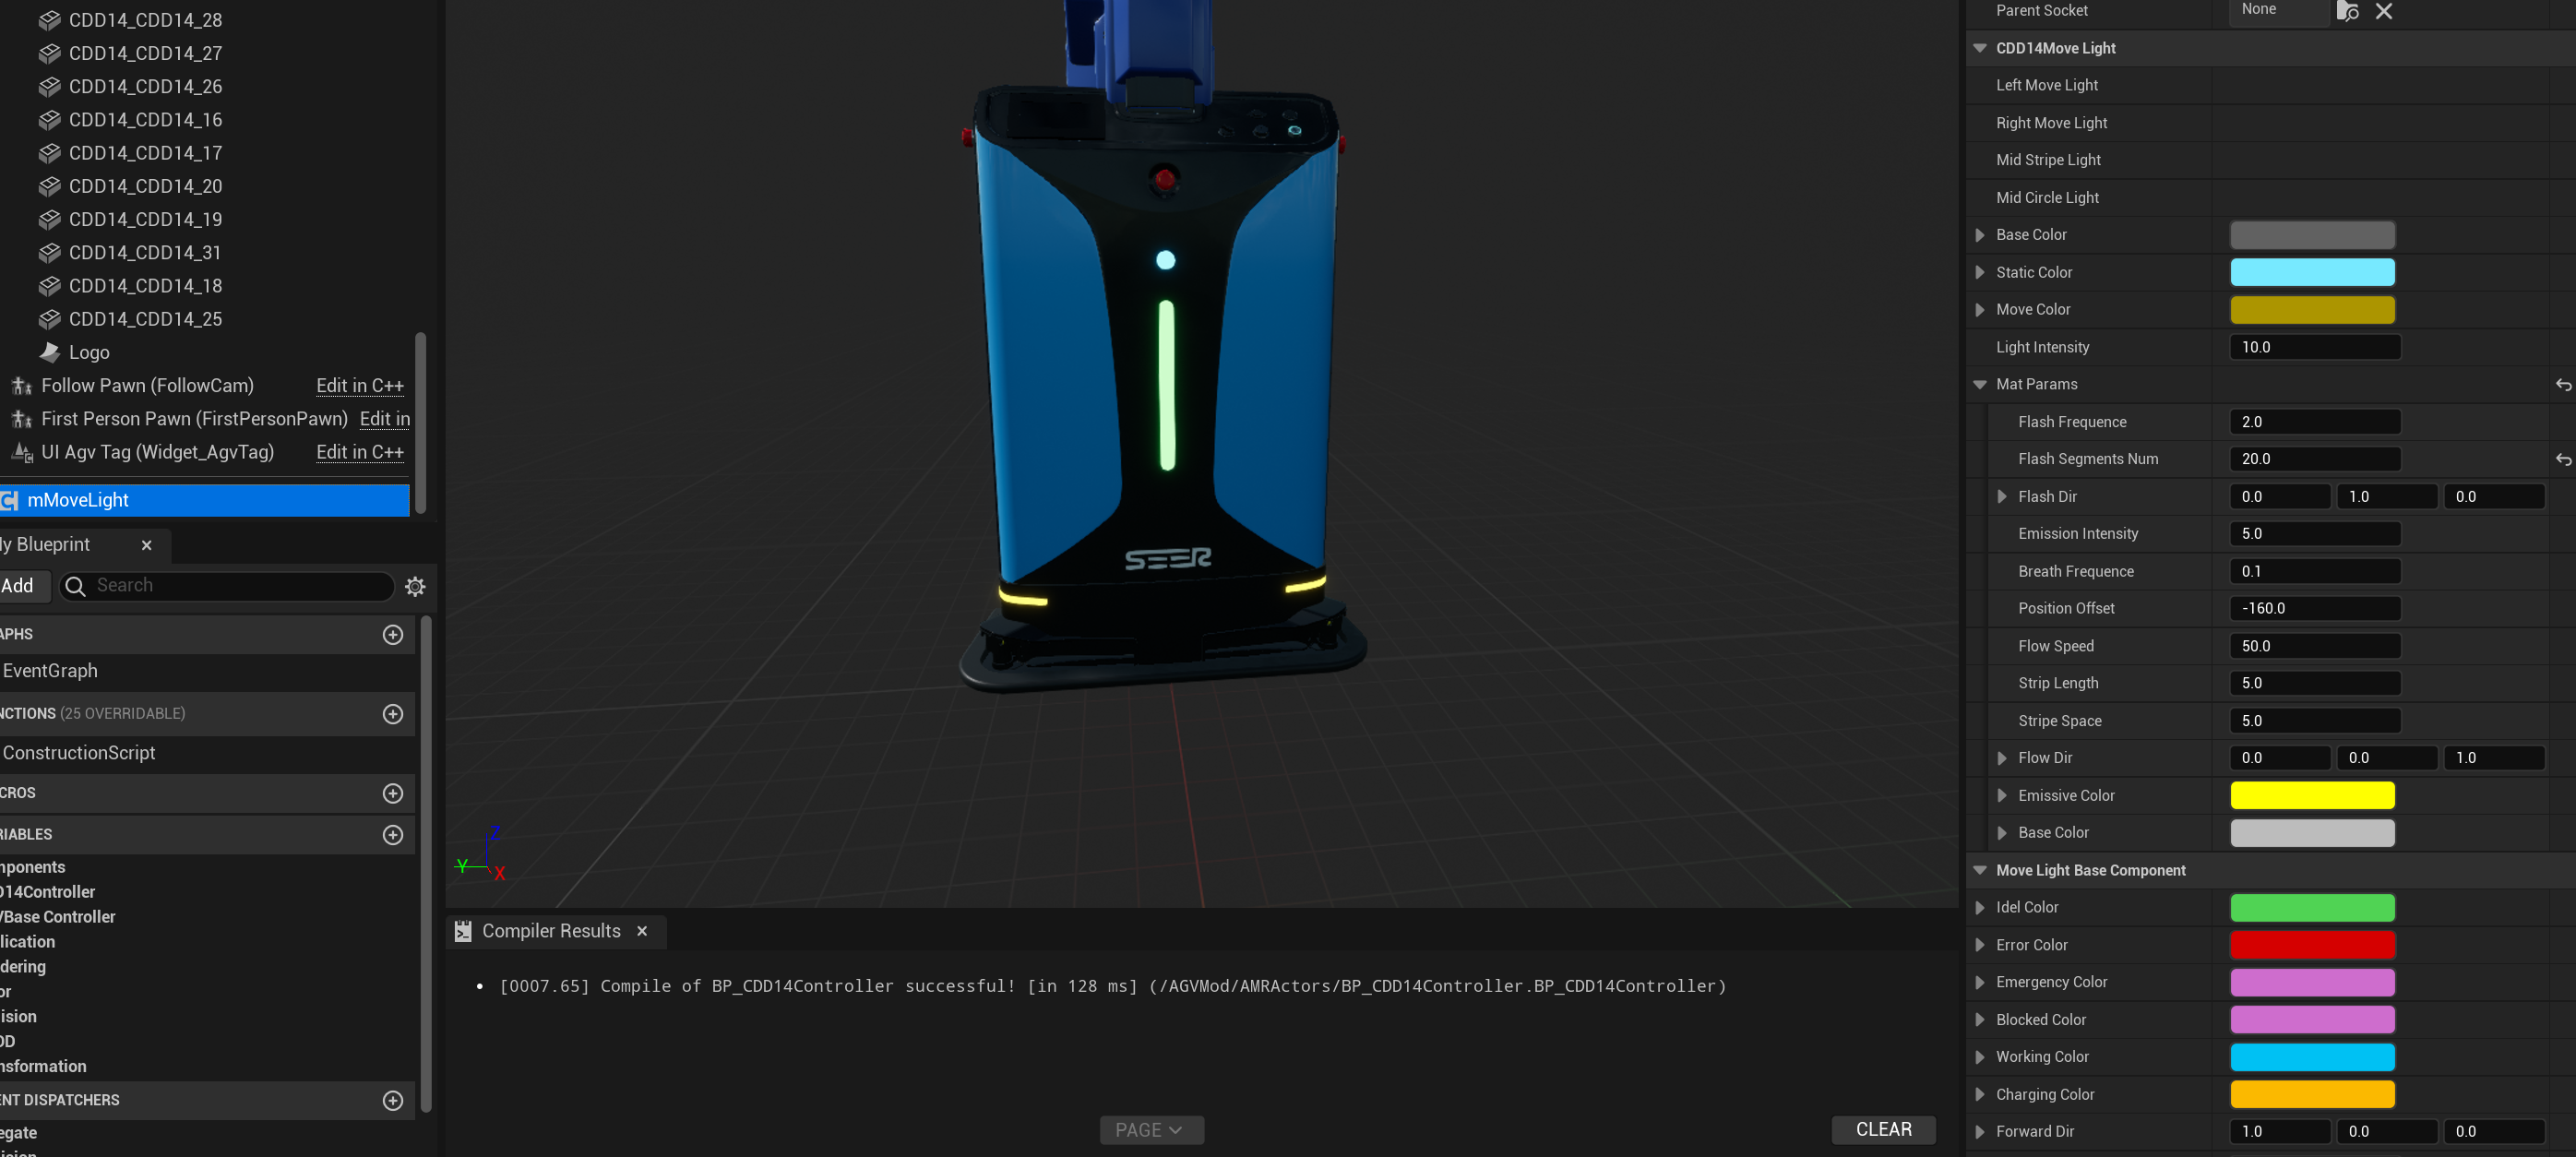 CDD14_CDD14_28
CDD14_CDD14_27
CDD14_CDD14_26
CDD14_CDD14_16
CDD14_CDD14_17
CDD14_CDD14_20
CDD14_CDD14_19
CDD14_CDD14_31
CDD14_CDD14_18
CDD14_CDD14_25
Logo
Follow Pawn (FollowCam) Edit in C++
First Person Pawn (FirstPersonPawn) Edit in
UI Agv Tag (Widget_AgvTag) Edit in C++
mMoveLight
y Blueprint
Add Search
APHS
EventGraph
NCTIONS (25 OVERRIDABLE)
ConstructionScript
CROS
RIABLES
nponents
D14Controller
VBase Controller
lication
dering
or
ision
DD
nsformation
ENT DISPATCHERS
egate
SEER
Z
Y
X
Compiler Results
[0007.65] Compile of BP_CDD14Controller successful! [in 128 ms] (/AGVMod/AMRActors/BP_CDD14Controller.BP_CDD14Controller)
PAGE
CLEAR
Parent Socket None
CDD14Move Light
Left Move Light
Right Move Light
Mid Stripe Light
Mid Circle Light
Base Color
Static Color
Move Color
Light Intensity 10.0
Mat Params
Flash Frequence 2.0
Flash Segments Num 20.0
Flash Dir 0.0 1.0 0.0
Emission Intensity 5.0
Breath Frequence 0.1
Position Offset -160.0
Flow Speed 50.0
Strip Length 5.0
Stripe Space 5.0
Flow Dir 0.0 0.0 1.0
Emissive Color
Base Color
Move Light Base Component
Idel Color
Error Color
Emergency Color
Blocked Color
Working Color
Charging Color
Forward Dir 1.0 0.0 0.0